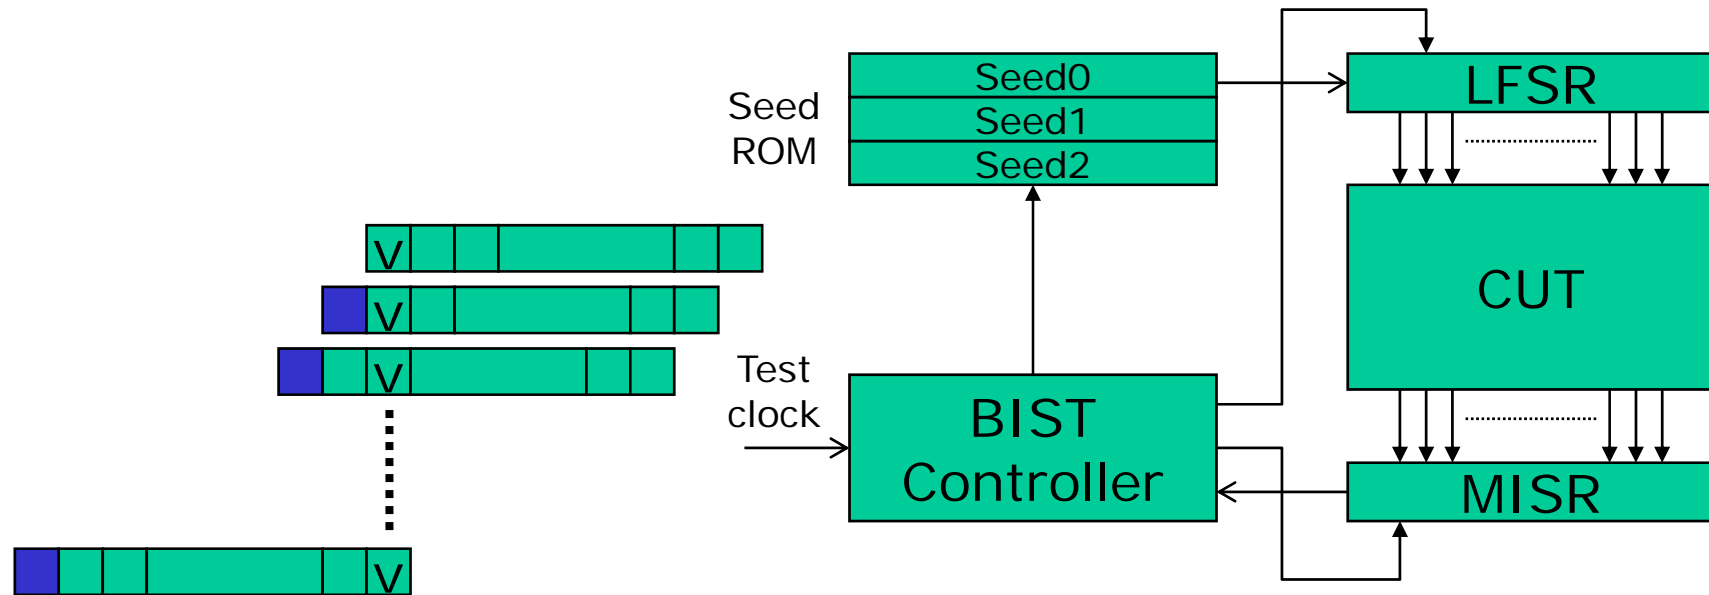 Seed0
LFSR
Seed
ROM
Seed1
Seed2
V
CUT
V
V
Test
clock
BIST
Controller
MISR
V